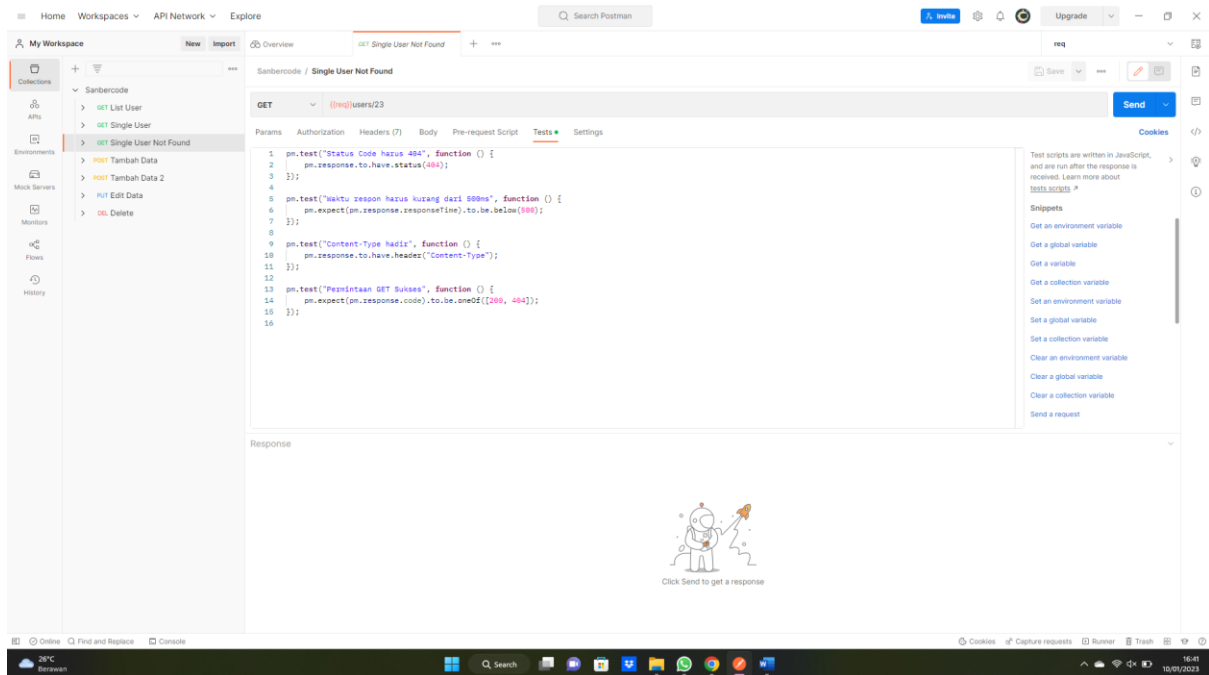 Home Workspaces API Network Explore Search Postman Invite Upgrade
My Workspace New Import Overview GET Single User Not Found req
Collections
APIs
Environments
Mock Servers
Monitors
Flows
History
Sanbercode
GET List User
GET Single User
GET Single User Not Found
POST Tambah Data
POST Tambah Data 2
PUT Edit Data
DEL Delete
Sanbercode / Single User Not Found Save
GET {{req}}users/23 Send
Params Authorization Headers (7) Body Pre-request Script Tests Settings Cookies
1 pm.test("Status Code harus 404", function () {
2 pm.response.to.have.status(404);
3 });
4
5 pm.test("Waktu respon harus kurang dari 500ms", function () {
6 pm.expect(pm.response.responseTime).to.be.below(500);
7 });
8
9 pm.test("Content-Type hadir", function () {
10 pm.response.to.have.header("Content-Type");
11 });
12
13 pm.test("Permintaan GET Sukses", function () {
14 pm.expect(pm.response.code).to.be.oneOf([200, 404]);
15 });
16
Test scripts are written in JavaScript,
and are run after the response is
received. Learn more about
tests scripts
Snippets
Get an environment variable
Get a global variable
Get a variable
Get a collection variable
Set an environment variable
Set a global variable
Set a collection variable
Clear an environment variable
Clear a global variable
Clear a collection variable
Send a request
Response
Click Send to get a response
Online Find and Replace Console Cookies Capture requests Runner Trash
26°C
Berawan
Search
16:41
10/01/2023